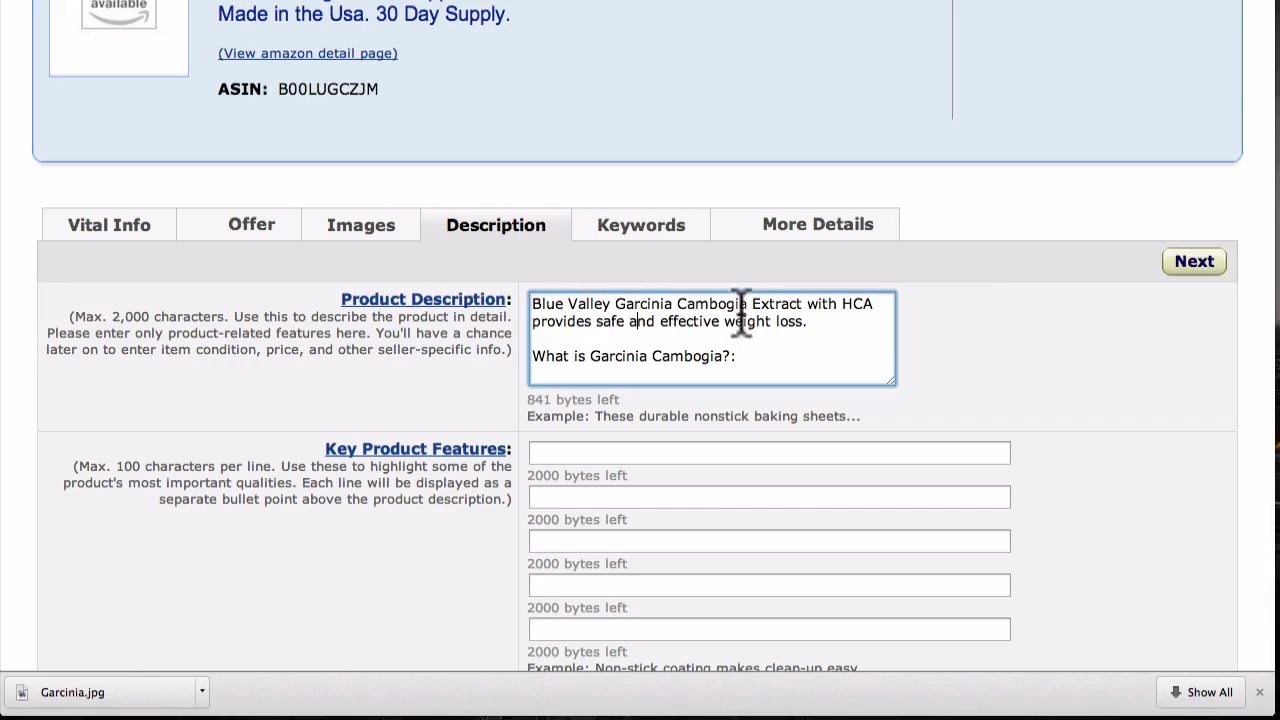 available
Made in the Usa. 30 Day Supply.
(View amazon detail page)
ASIN: B00LUGCZJM
Vital Info
Offer
Images
Description
Keywords
More Details
Next
Product Description:
(Max. 2,000 characters. Use this to describe the product in detail.
Please enter only product-related features here. You'll have a chance
later on to enter item condition, price, and other seller-specific info.)
Blue Valley Garcinia Cambogia Extract with HCA
provides safe and effective weight loss.
What is Garcinia Cambogia?:
841 bytes left
Example: These durable nonstick baking sheets...
Key Product Features:
(Max. 100 characters per line. Use these to highlight some of the
product's most important qualities. Each line will be displayed as a
separate bullet point above the product description.)
2000 bytes left
2000 bytes left
2000 bytes left
2000 bytes left
2000 bytes left
Example: Non-stick coating makes clean-up easy
Garcinia.jpg
Show All